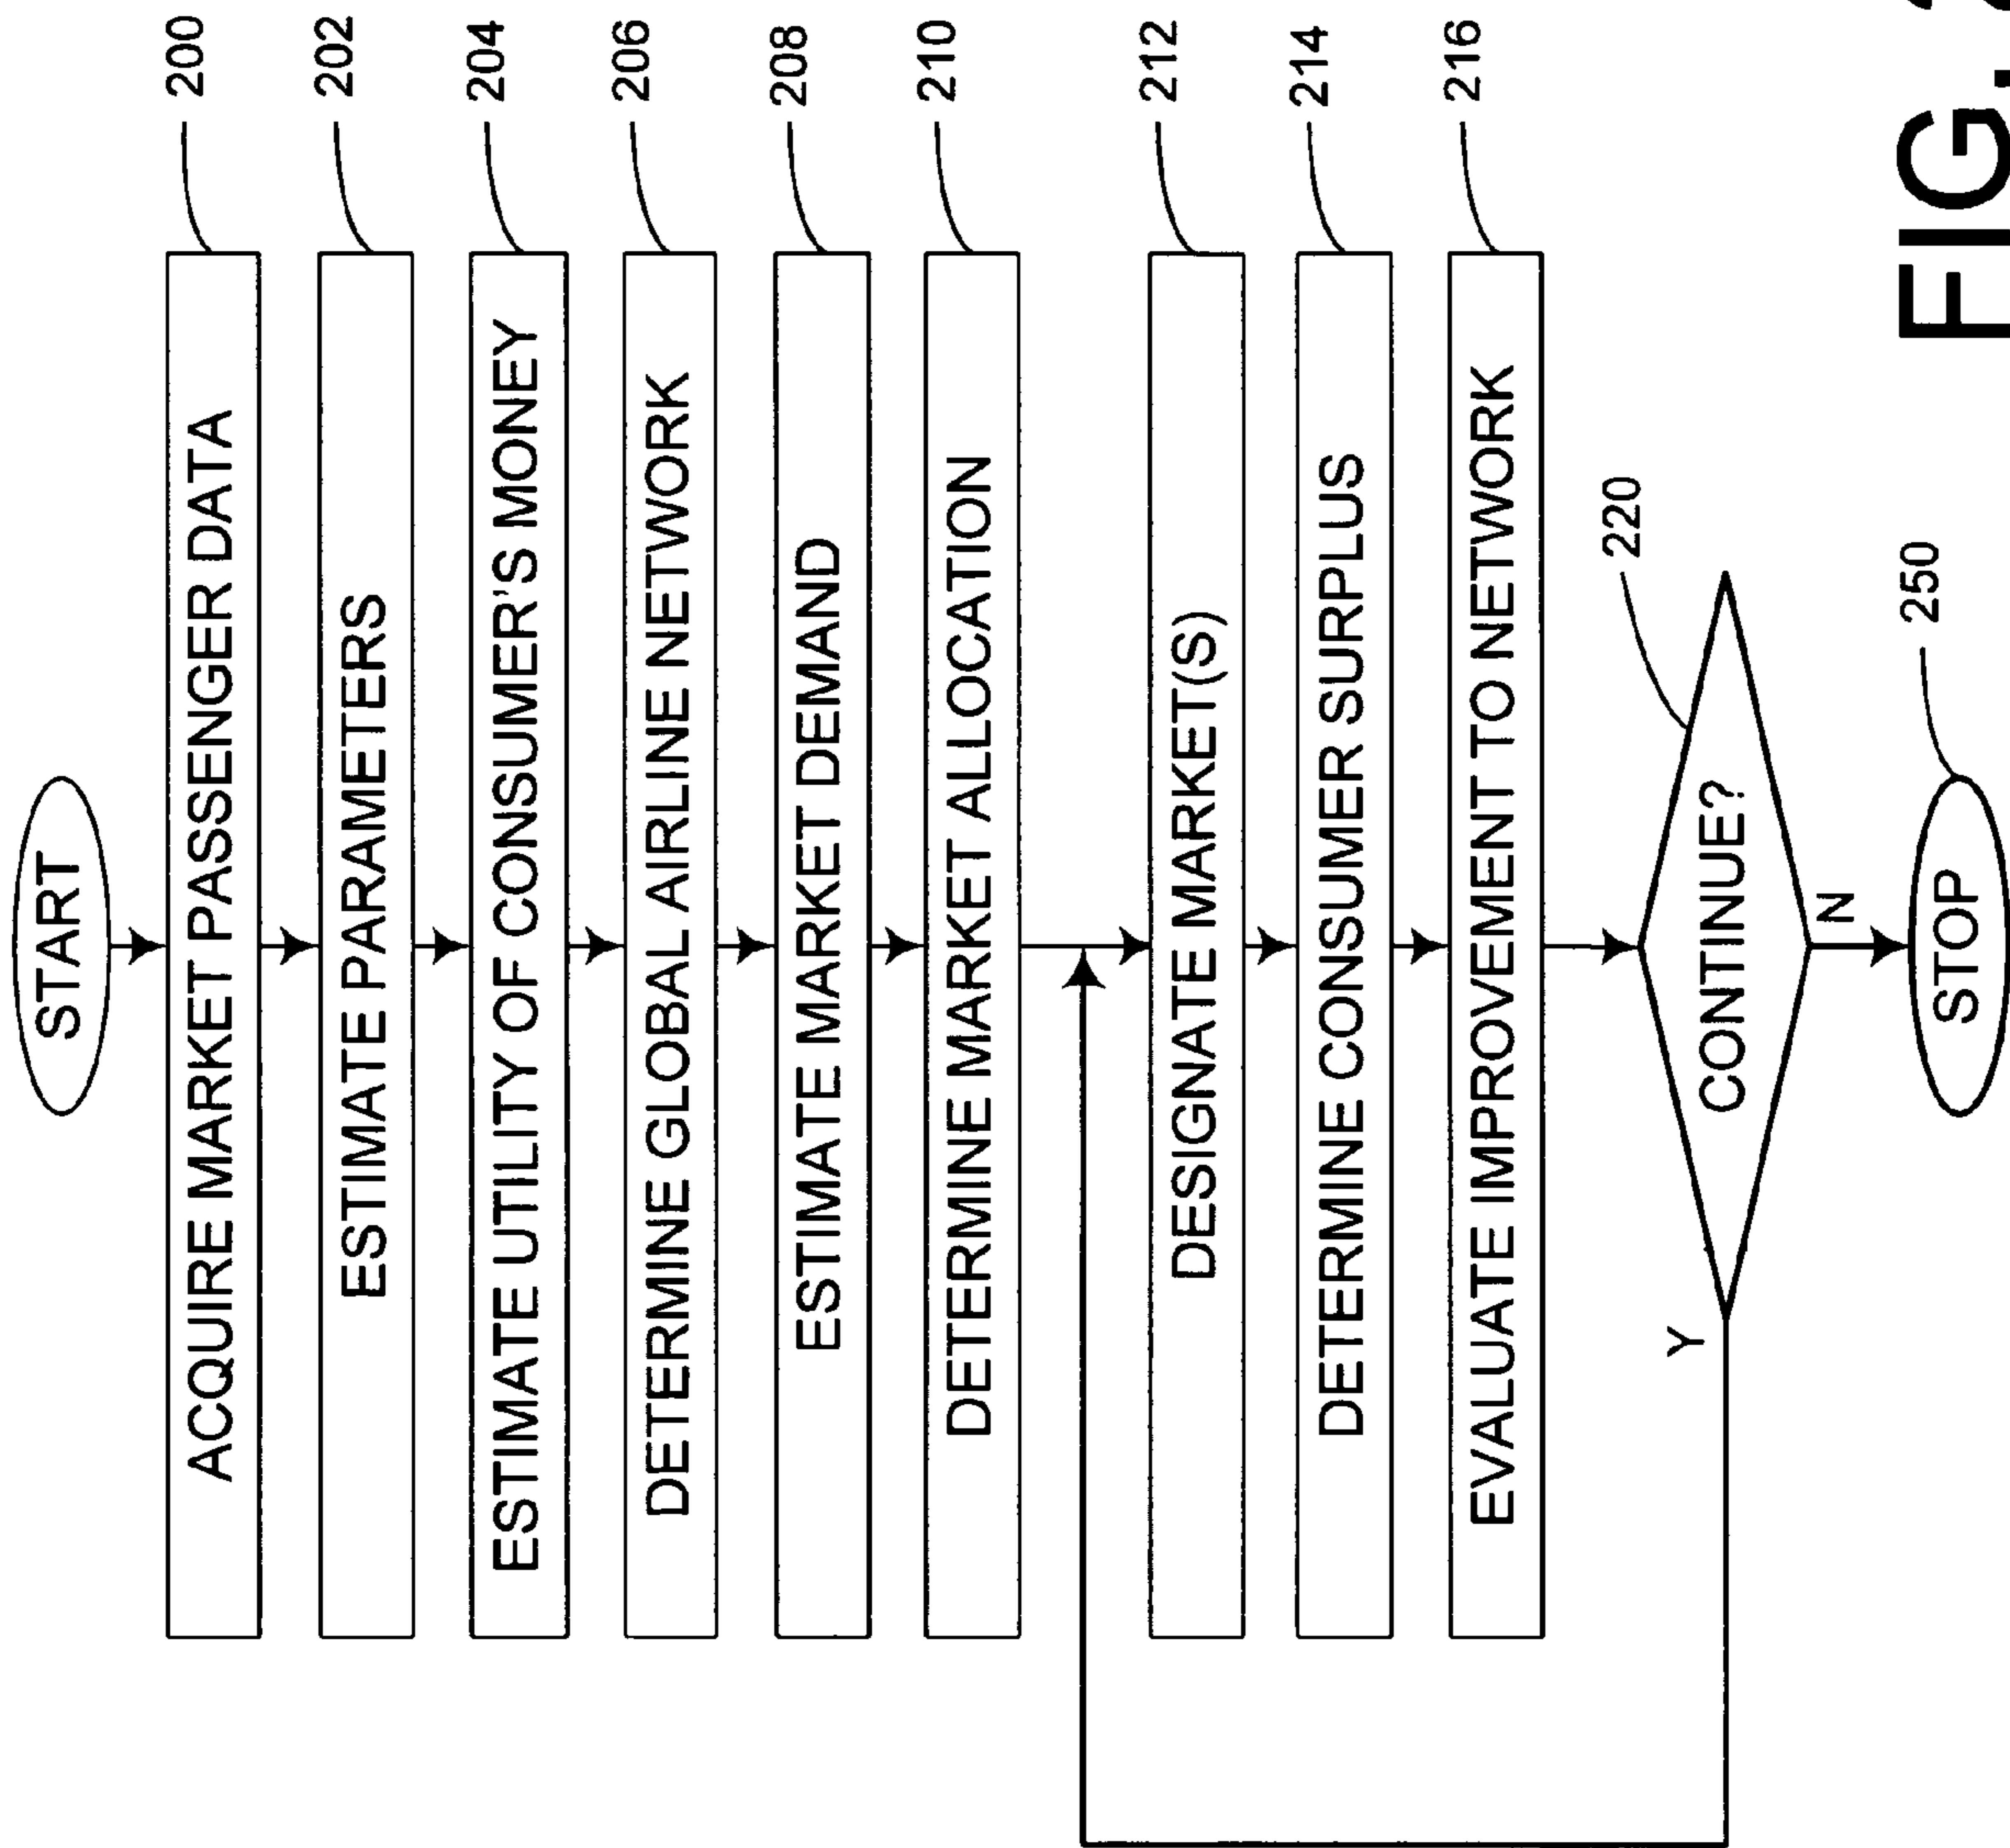 START
ACQUIRE MARKET PASSENGER DATA
200
ESTIMATE PARAMETERS
202
ESTIMATE UTILITY OF CONSUMER'S MONEY
204
DETERMINE GLOBAL AIRLINE NETWORK
206
ESTIMATE MARKET DEMAND
208
DETERMINE MARKET ALLOCATION
210
DESIGNATE MARKET(S)
212
DETERMINE CONSUMER SURPLUS
214
EVALUATE IMPROVEMENT TO NETWORK
216
CONTINUE?
220
Y
N
STOP
250
FIG.